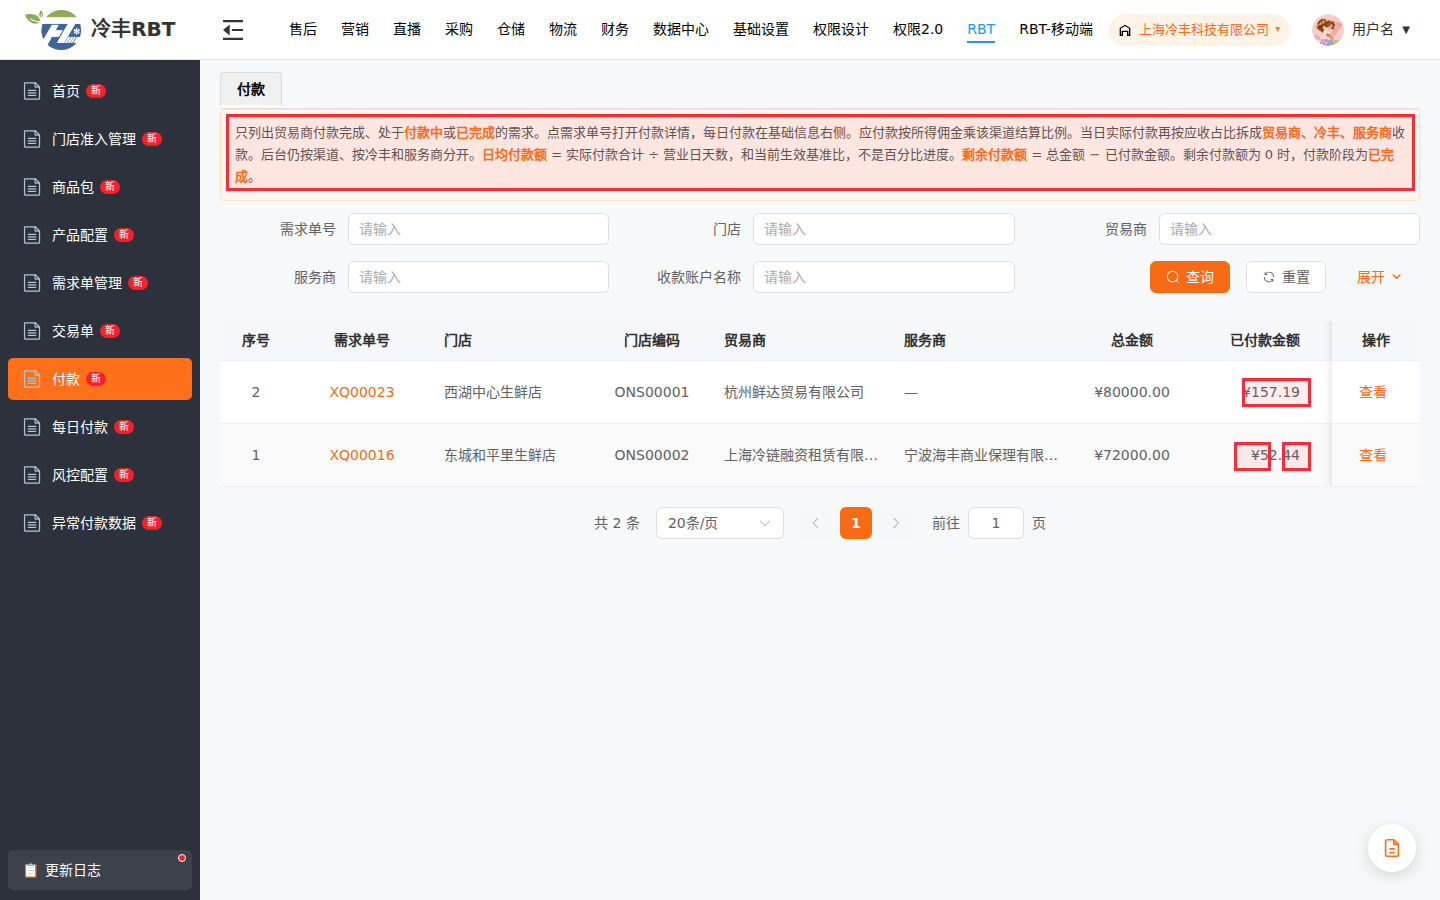 冷丰RBT
售后 营销 直播 采购 仓储 物流 财务 数据中心 基础设置 权限设计 权限2.0 RBT RBT-移动端 上海冷丰科技有限公司 ▾ 用户名 ▼
首页 新
门店准入管理 新
商品包 新
产品配置 新
需求单管理 新
交易单 新
付款 新
每日付款 新
风控配置 新
异常付款数据 新
更新日志
付款
只列出贸易商付款完成、处于付款中或已完成的需求。点需求单号打开付款详情，每日付款在基础信息右侧。应付款按所得佣金乘该渠道结算比例。当日实际付款再按应收占比拆成贸易商、冷丰、服务商收
款。后台仍按渠道、按冷丰和服务商分开。日均付款额 = 实际付款合计 ÷ 营业日天数，和当前生效基准比，不是百分比进度。剩余付款额 = 总金额 − 已付款金额。剩余付款额为 0 时，付款阶段为已完
成。
需求单号 请输入 门店 请输入 贸易商 请输入
服务商 请输入 收款账户名称 请输入 查询 重置 展开
序号 需求单号 门店 门店编码 贸易商 服务商 总金额 已付款金额 操作
2 XQ00023 西湖中心生鲜店 ONS00001 杭州鲜达贸易有限公司 — ¥80000.00 ¥157.19 查看
1 XQ00016 东城和平里生鲜店 ONS00002 上海冷链融资租赁有限... 宁波海丰商业保理有限... ¥72000.00 ¥52.44 查看
共 2 条 20条/页 1 前往 1 页